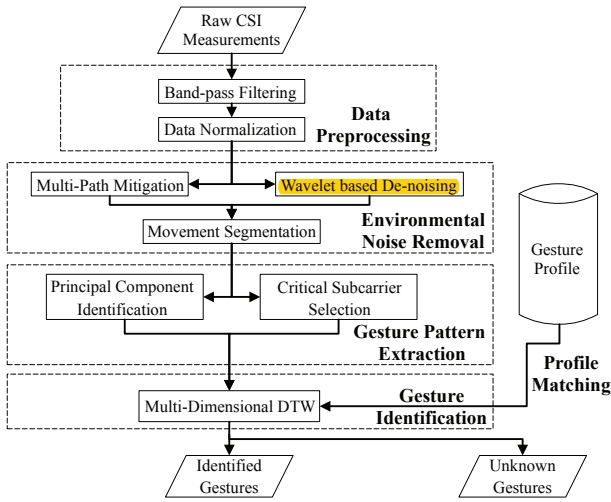 Raw CSI
Measurements
Band-pass Filtering
Data Normalization
Data
Preprocessing
Multi-Path Mitigation
Wavelet based De-noising
Movement Segmentation
Environmental
Noise Removal
Gesture
Profile
Principal Component
Identification
Critical Subcarrier
Selection
Gesture Pattern
Extraction
Profile
Matching
Multi-Dimensional DTW
Gesture
Identification
Identified
Gestures
Unknown
Gestures